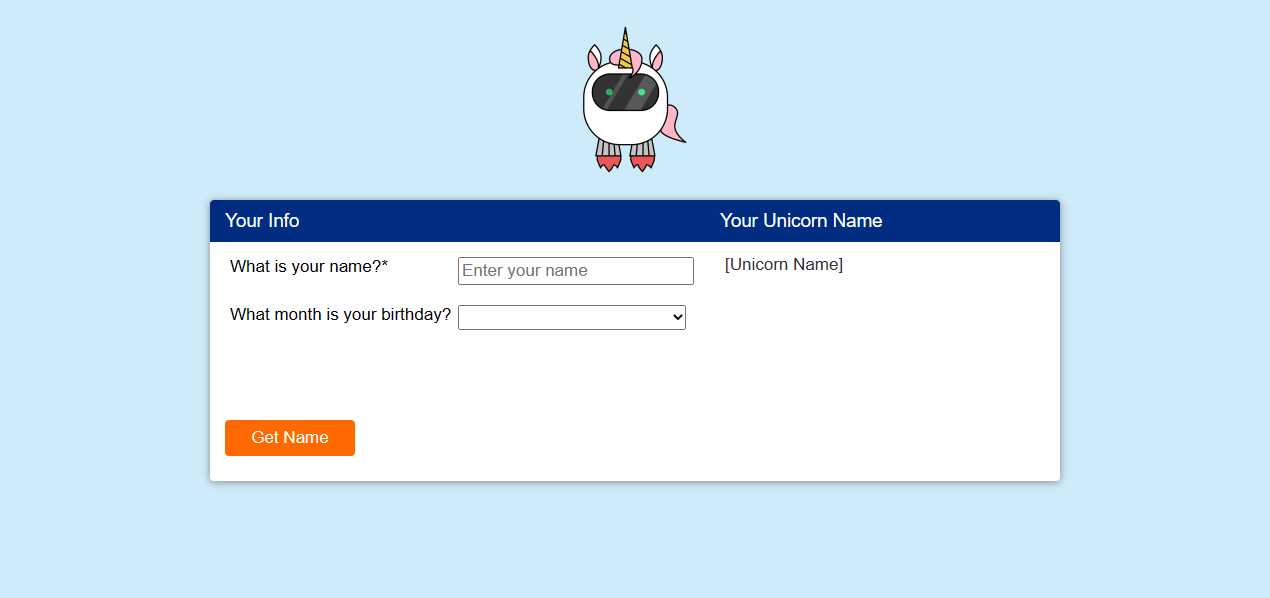 Your Info
Your Unicorn Name
What is your name?*
Enter your name
[Unicorn Name]
What month is your birthday?
Get Name